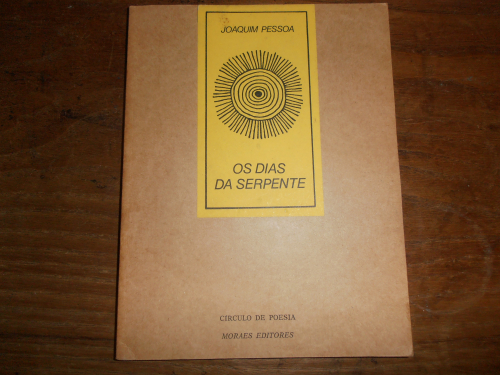 JOAQUIM PESSOA
OS DIAS
DA SERPENTE
CIRCULO DE POESIA
MORAES EDITORES